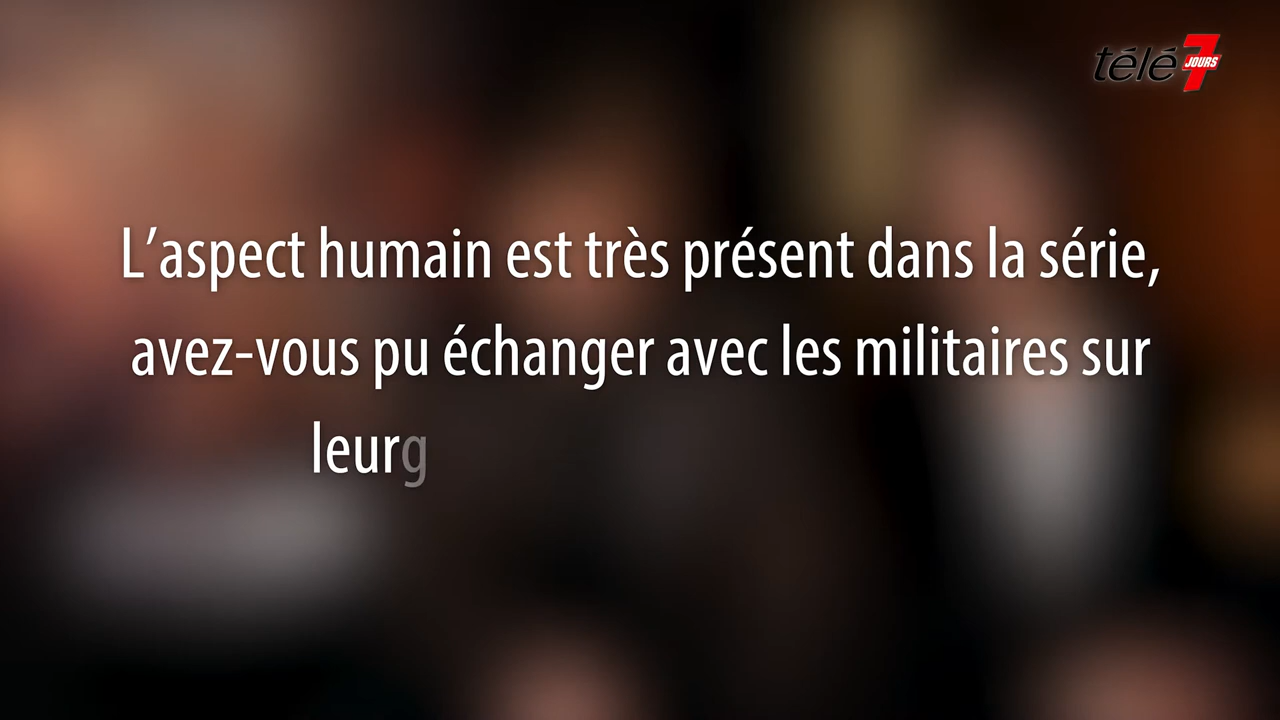 télé 7 JOURS
L’aspect humain est très présent dans la série,
avez-vous pu échanger avec les militaires sur
leurg